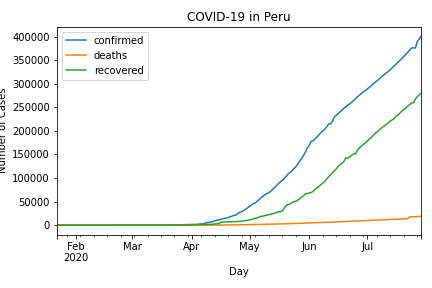 COVID-19 in Peru
confirmed
deaths
recovered
400000
350000
300000
250000
200000
150000
100000
50000
0
Number of Cases
Feb
2020
Mar
Apr
May
Jun
Jul
Day